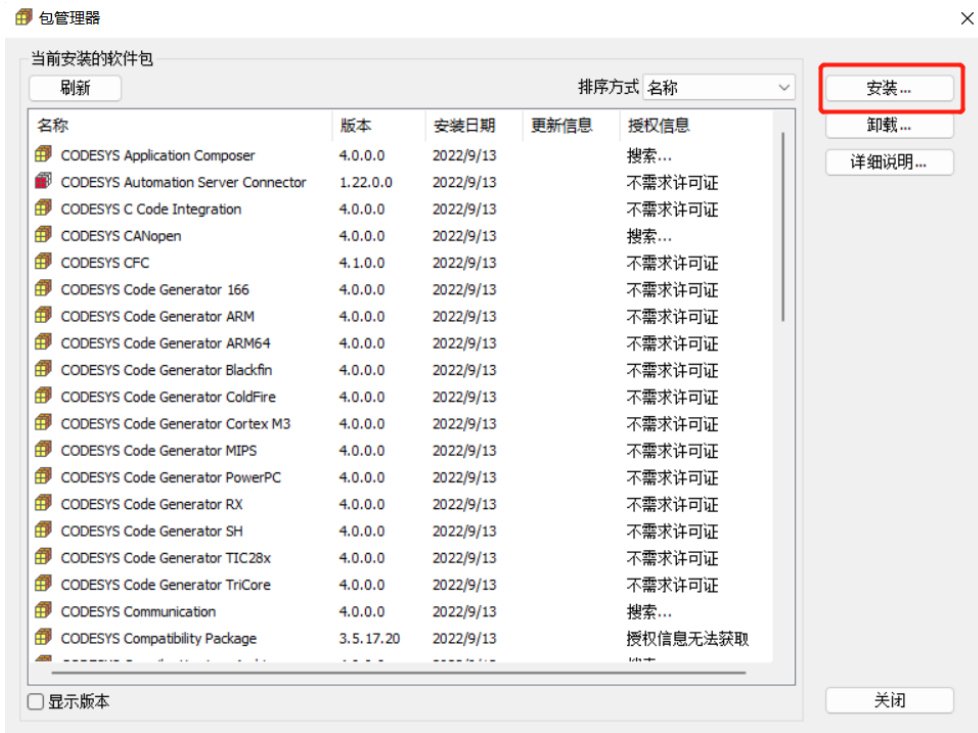 包管理器
当前安装的软件包
刷新 排序方式 名称 安装...
名称 版本 安装日期 更新信息 授权信息 卸载...
CODESYS Application Composer 4.0.0.0 2022/9/13 搜索... 详细说明...
CODESYS Automation Server Connector 1.22.0.0 2022/9/13 不需求许可证
CODESYS C Code Integration 4.0.0.0 2022/9/13 不需求许可证
CODESYS CANopen 4.0.0.0 2022/9/13 搜索...
CODESYS CFC 4.1.0.0 2022/9/13 不需求许可证
CODESYS Code Generator 166 4.0.0.0 2022/9/13 不需求许可证
CODESYS Code Generator ARM 4.0.0.0 2022/9/13 不需求许可证
CODESYS Code Generator ARM64 4.0.0.0 2022/9/13 不需求许可证
CODESYS Code Generator Blackfin 4.0.0.0 2022/9/13 不需求许可证
CODESYS Code Generator ColdFire 4.0.0.0 2022/9/13 不需求许可证
CODESYS Code Generator Cortex M3 4.0.0.0 2022/9/13 不需求许可证
CODESYS Code Generator MIPS 4.0.0.0 2022/9/13 不需求许可证
CODESYS Code Generator PowerPC 4.0.0.0 2022/9/13 不需求许可证
CODESYS Code Generator RX 4.0.0.0 2022/9/13 不需求许可证
CODESYS Code Generator SH 4.0.0.0 2022/9/13 不需求许可证
CODESYS Code Generator TIC28x 4.0.0.0 2022/9/13 不需求许可证
CODESYS Code Generator TriCore 4.0.0.0 2022/9/13 不需求许可证
CODESYS Communication 4.0.0.0 2022/9/13 搜索...
CODESYS Compatibility Package 3.5.17.20 2022/9/13 授权信息无法获取
显示版本 关闭